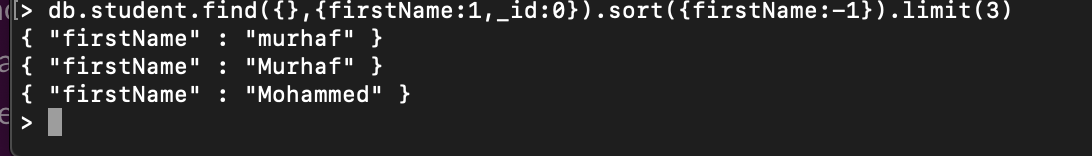 > db.student.find({},{firstName:1,_id:0}).sort({firstName:-1}).limit(3)
{ "firstName" : "murhaf" }
{ "firstName" : "Murhaf" }
{ "firstName" : "Mohammed" }
>